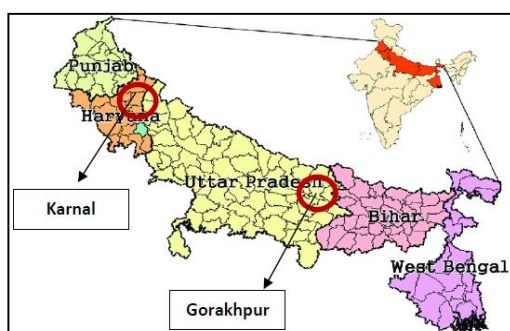 Punjab
Haryana
Karnal
Uttar Pradesh
Bihar
West Bengal
Gorakhpur